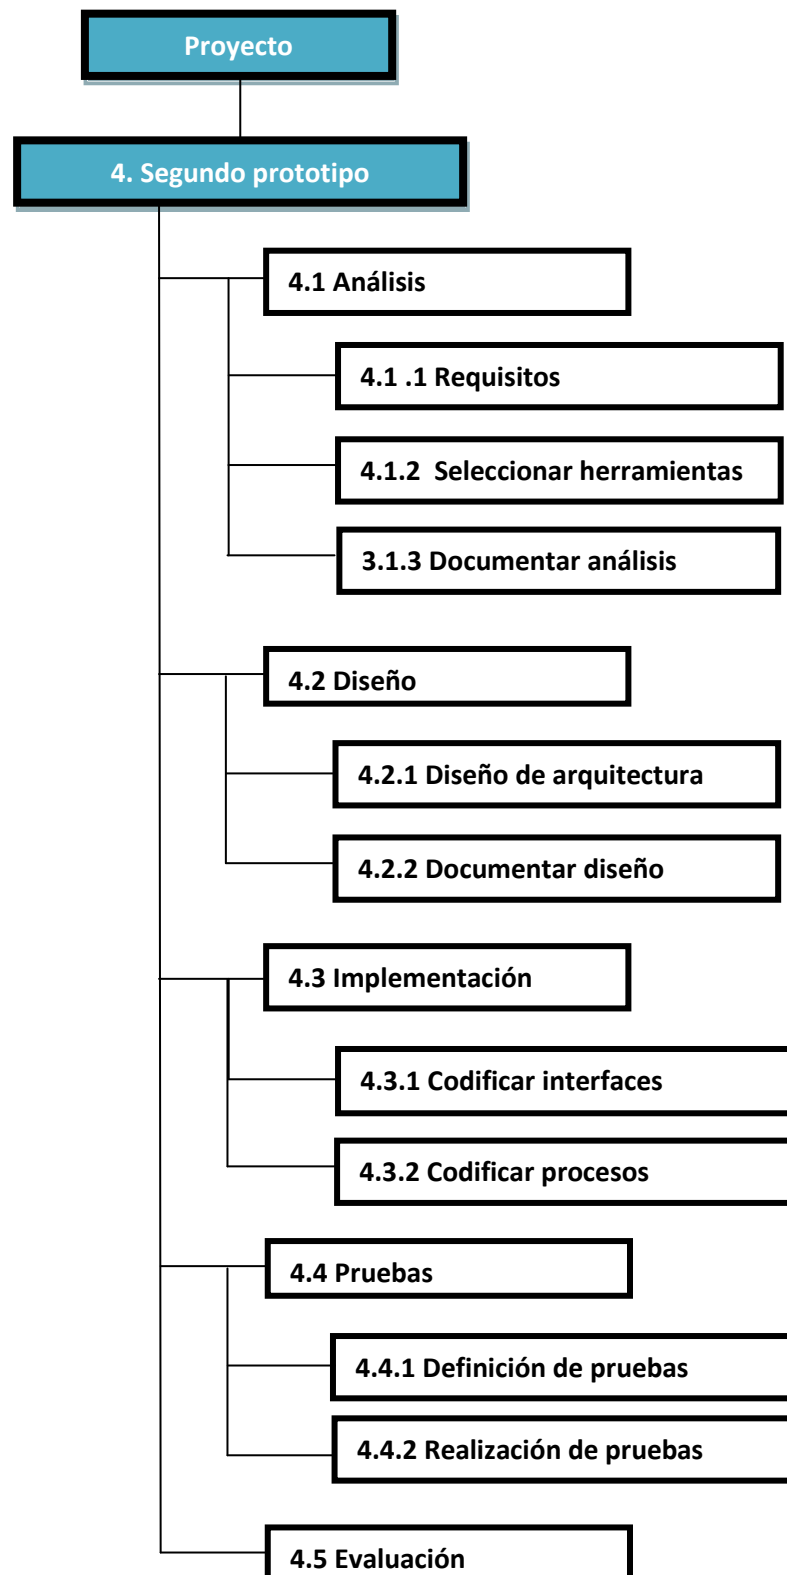 Proyecto
4. Segundo prototipo
4.1 Análisis
4.1 .1 Requisitos
4.1.2  Seleccionar herramientas
3.1.3 Documentar análisis
4.2 Diseño
4.2.1 Diseño de arquitectura
4.2.2 Documentar diseño
4.3 Implementación
4.3.1 Codificar interfaces
4.3.2 Codificar procesos
4.4 Pruebas
4.4.1 Definición de pruebas
4.4.2 Realización de pruebas
4.5 Evaluación